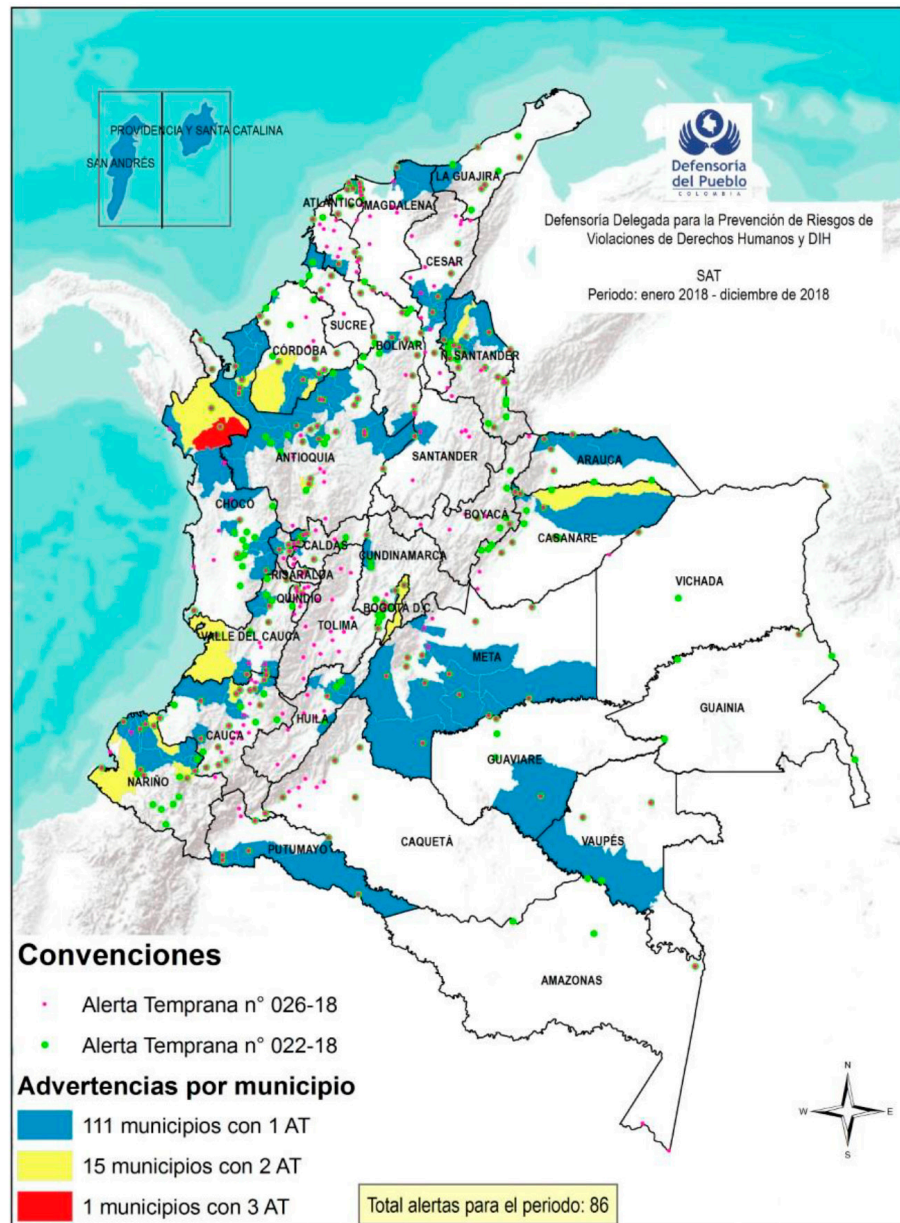 PROVIDENCIA Y SANTA CATALINA
SAN ANDRÉS
Defensoría
del Pueblo
COLOMBIA
Defensoría Delegada para la Prevención de Riesgos de
Violaciones de Derechos Humanos y DIH
SAT
Periodo: enero 2018 - diciembre de 2018
LA GUAJIRA
ATLÁNTICO
MAGDALENA
CESAR
SUCRE
BOLÍVAR
CÓRDOBA
N. SANTANDER
ANTIOQUIA
SANTANDER
ARAUCA
CHOCÓ
BOYACÁ
CASANARE
CALDAS
CUNDINAMARCA
RISARALDA
VICHADA
QUINDIO
BOGOTÁ D.C.
TOLIMA
VALLE DEL CAUCA
META
GUAINIA
HUILA
CAUCA
GUAVIARE
NARIÑO
CAQUETÁ
VAUPÉS
PUTUMAYO
AMAZONAS
Convenciones
Alerta Temprana n° 026-18
Alerta Temprana n° 022-18
Advertencias por municipio
111 municipios con 1 AT
15 municipios con 2 AT
1 municipios con 3 AT
Total alertas para el periodo: 86
N
W E
S